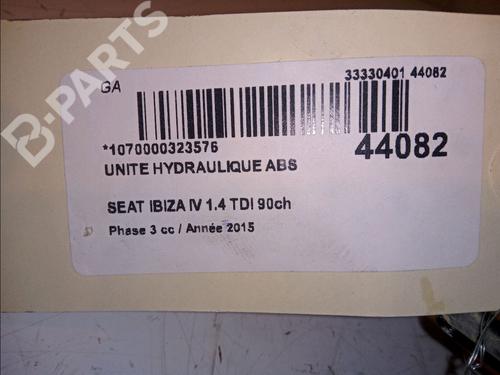 B-PARTS
GA
33330401 44082
*1070000323576
44082
UNITE HYDRAULIQUE ABS
SEAT IBIZA IV 1.4 TDI 90ch
Phase 3 cc / Année 2015